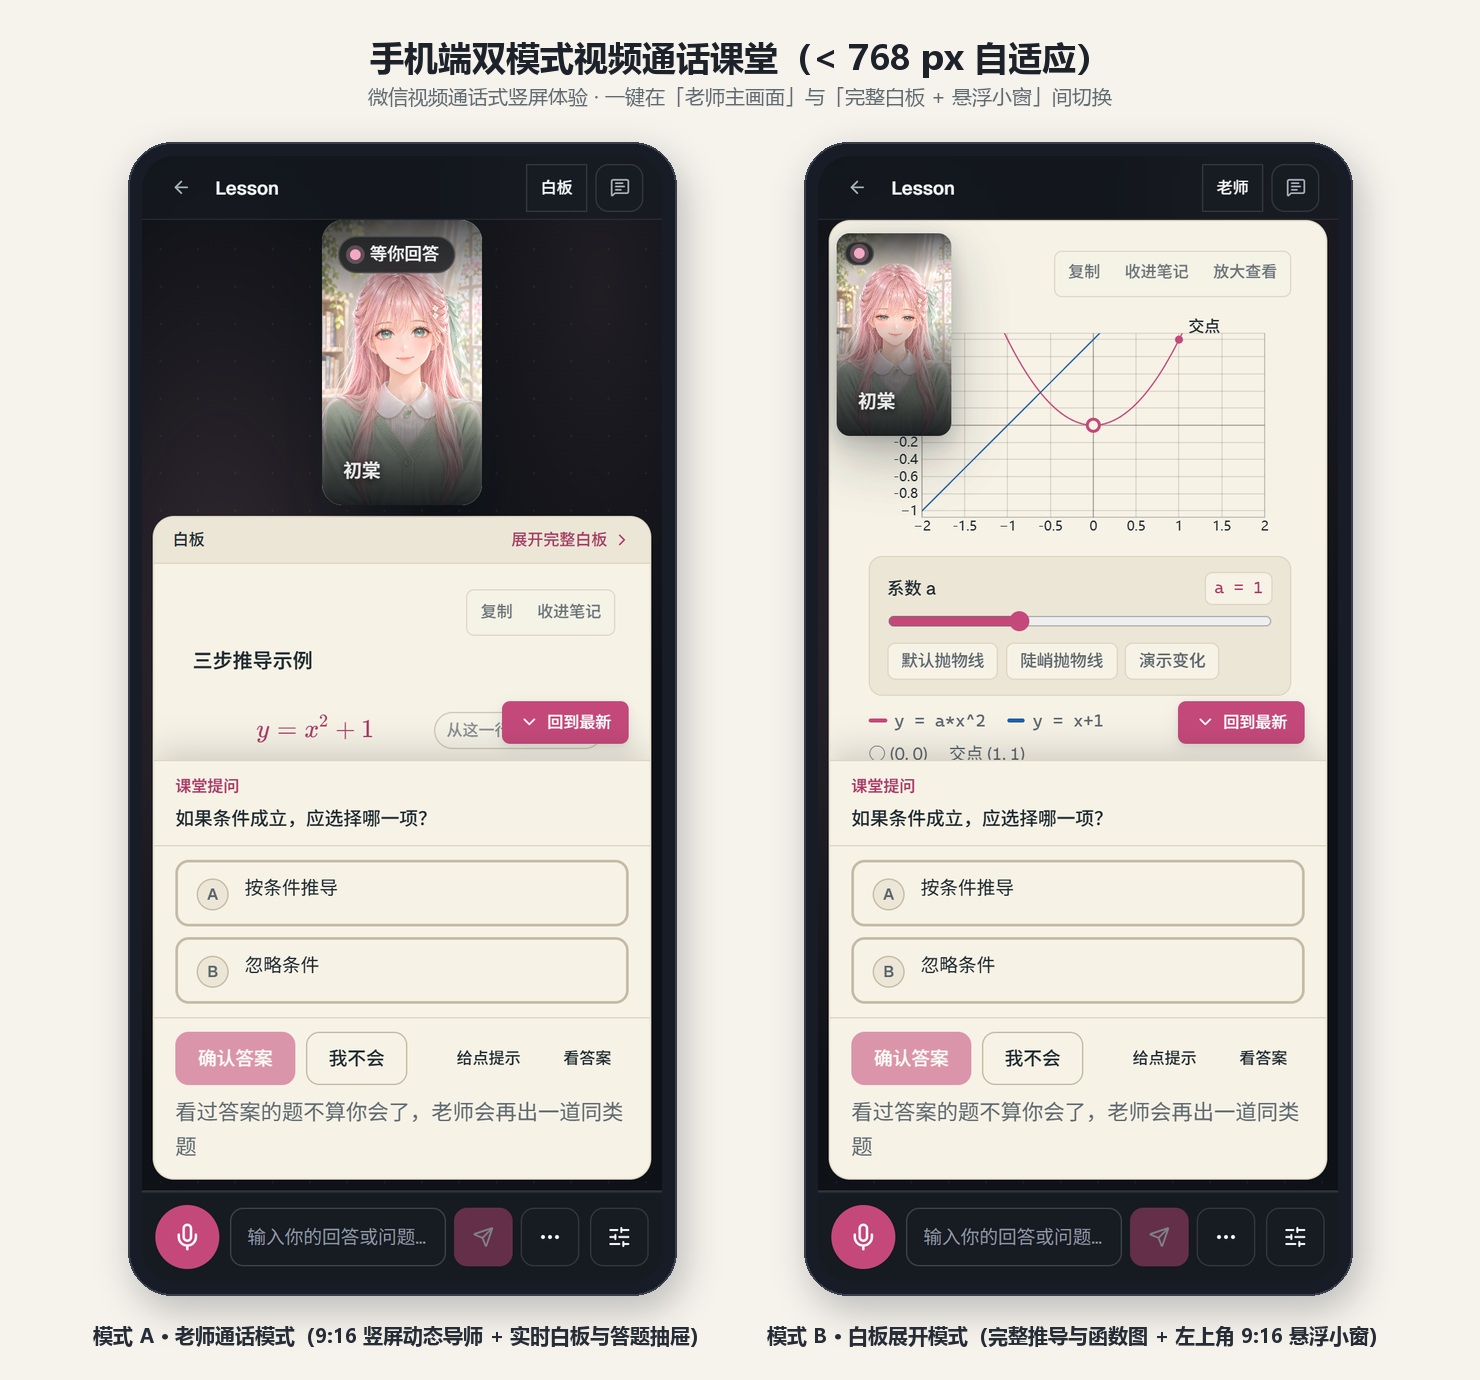 手机端双模式视频通话课堂（< 768 px 自适应）
微信视频通话式竖屏体验 · 一键在「老师主画面」与「完整白板 + 悬浮小窗」间切换
Lesson
白板
等你回答
初棠
白板
展开完整白板
复制
收进笔记
三步推导示例
y = x² + 1
从这一行
回到最新
课堂提问
如果条件成立，应选择哪一项？
A
按条件推导
B
忽略条件
确认答案
我不会
给点提示
看答案
看过答案的题不算你会了，老师会再出一道同类
题
输入你的回答或问题...
模式 A • 老师通话模式（9:16 竖屏动态导师 + 实时白板与答题抽屉）
Lesson
老师
初棠
复制
收进笔记
放大查看
交点
-0.2
-0.4
-0.6
-0.8
-1
-2 -1.5 -1 -0.5 0 0.5 1 1.5 2
系数 a
a = 1
默认抛物线
陡峭抛物线
演示变化
y = a*x^2
y = x+1
回到最新
(0, 0)
交点 (1, 1)
课堂提问
如果条件成立，应选择哪一项？
A
按条件推导
B
忽略条件
确认答案
我不会
给点提示
看答案
看过答案的题不算你会了，老师会再出一道同类
题
输入你的回答或问题...
模式 B • 白板展开模式（完整推导与函数图 + 左上角 9:16 悬浮小窗）